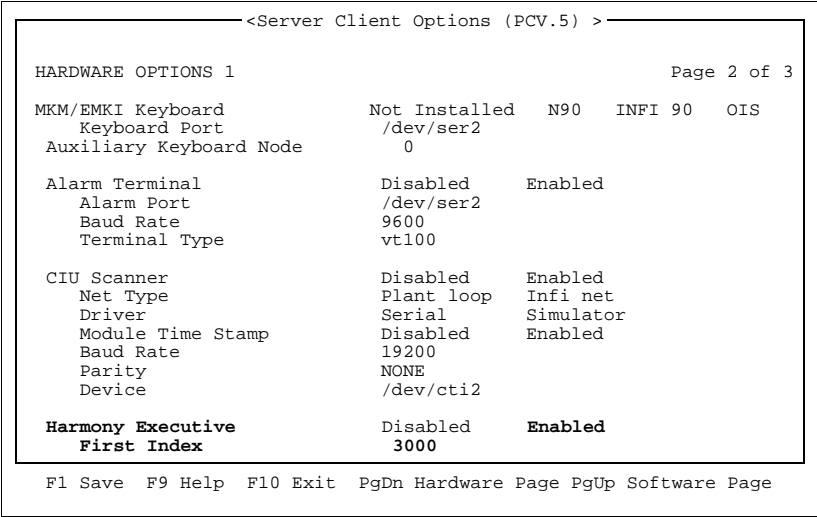 <Server Client Options (PCV.5) >
HARDWARE OPTIONS 1 Page 2 of 3
MKM/EMKI Keyboard Not Installed N90 INFI 90 OIS
Keyboard Port /dev/ser2
Auxiliary Keyboard Node 0
Alarm Terminal Disabled Enabled
Alarm Port /dev/ser2
Baud Rate 9600
Terminal Type vt100
CIU Scanner Disabled Enabled
Net Type Plant loop Infi net
Driver Serial Simulator
Module Time Stamp Disabled Enabled
Baud Rate 19200
Parity NONE
Device /dev/cti2
Harmony Executive Disabled Enabled
First Index 3000
F1 Save F9 Help F10 Exit PgDn Hardware Page PgUp Software Page